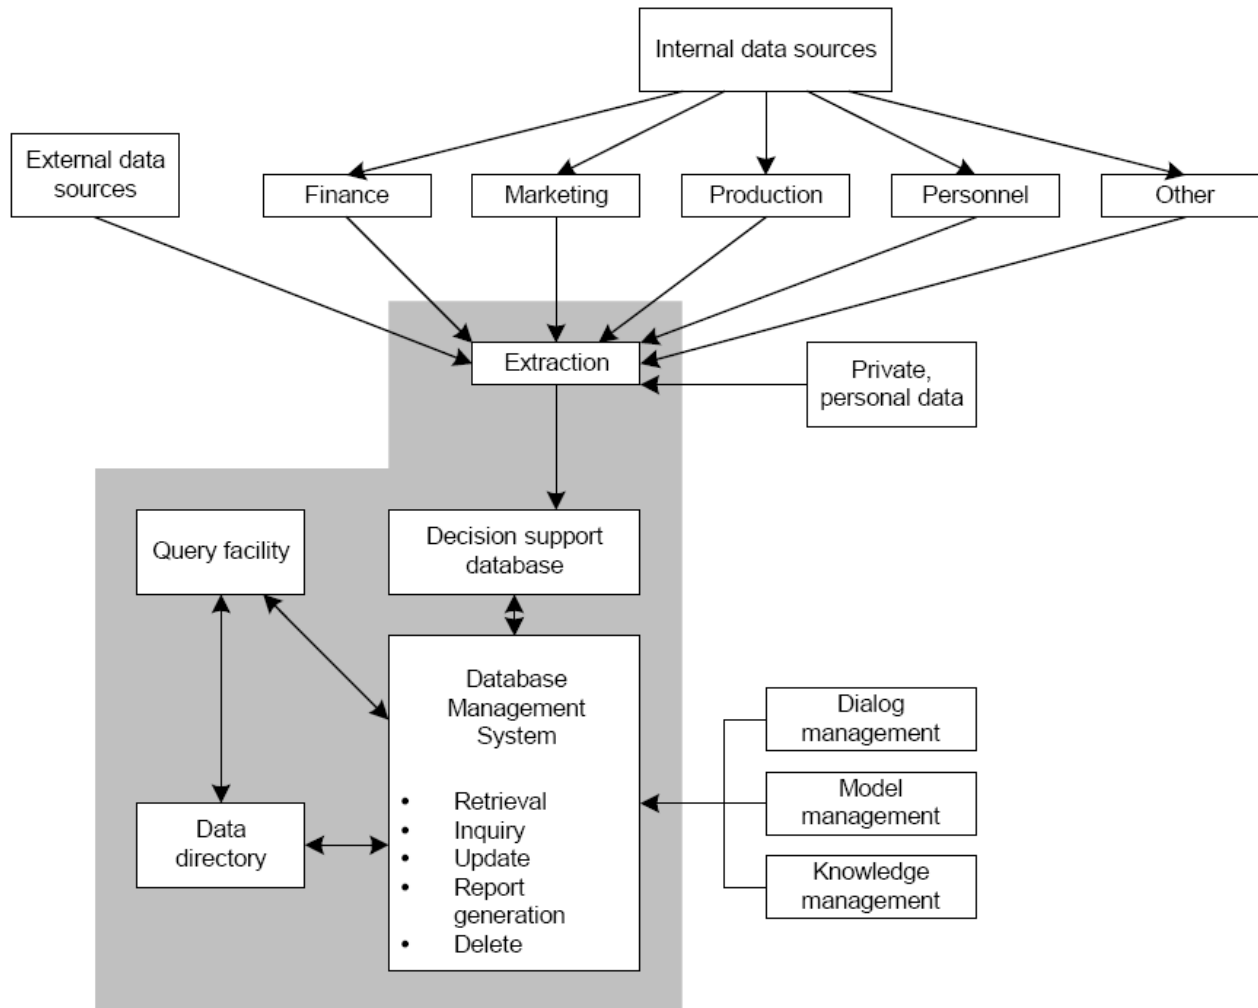 Internal data sources
External data
sources
Finance
Marketing
Production
Personnel
Other
Extraction
Private,
personal data
Query facility
Decision support
database
Database
Management
System
• Retrieval
• Inquiry
• Update
• Report
generation
• Delete
Data
directory
Dialog
management
Model
management
Knowledge
management